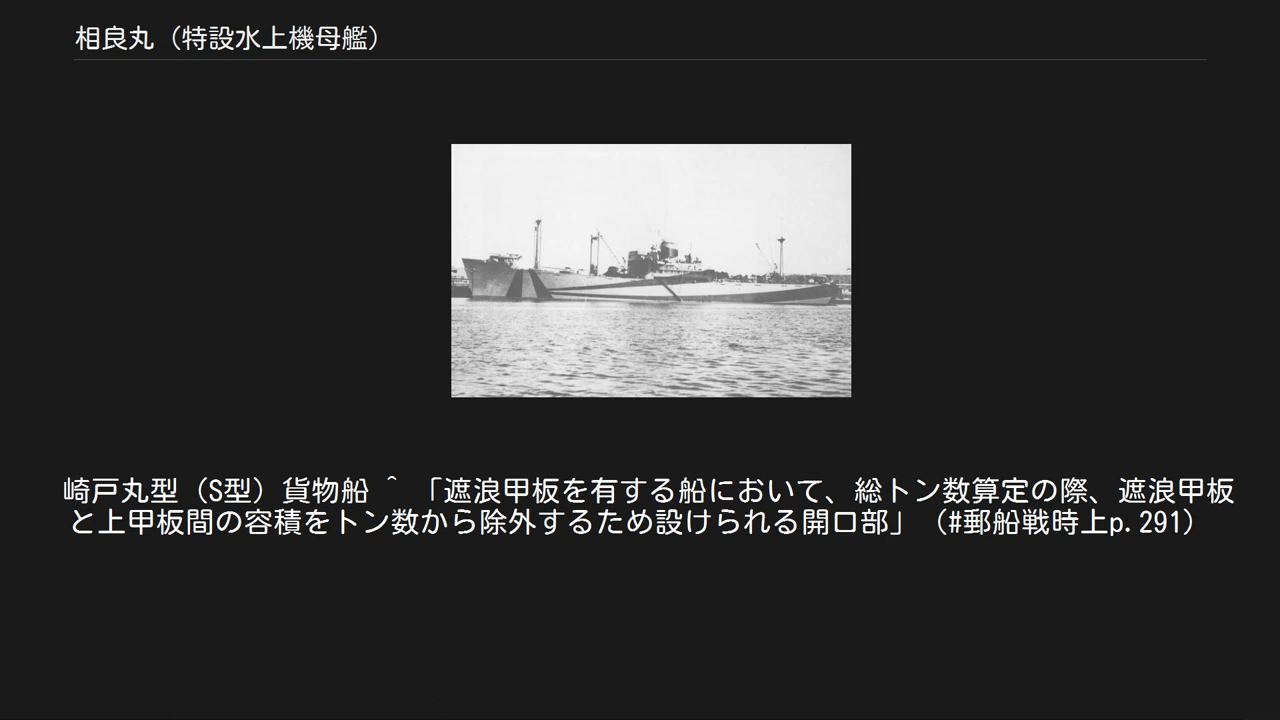 相良丸（特設水上機母艦）
崎戸丸型（S型）貨物船 ^ 「遮浪甲板を有する船において、総トン数算定の際、遮浪甲板
と上甲板間の容積をトン数から除外するため設けられる開口部」（#郵船戦時上p.291）